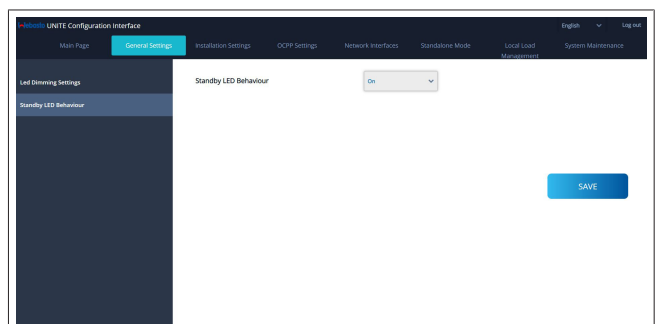 Webasto UNITE Configuration Interface
English
Log out
Main Page
General Settings
Installation Settings
OCPP Settings
Network Interfaces
Standalone Mode
Local Load
Management
System Maintenance
Led Dimming Settings
Standby LED Behaviour
Standby LED Behaviour
On
SAVE